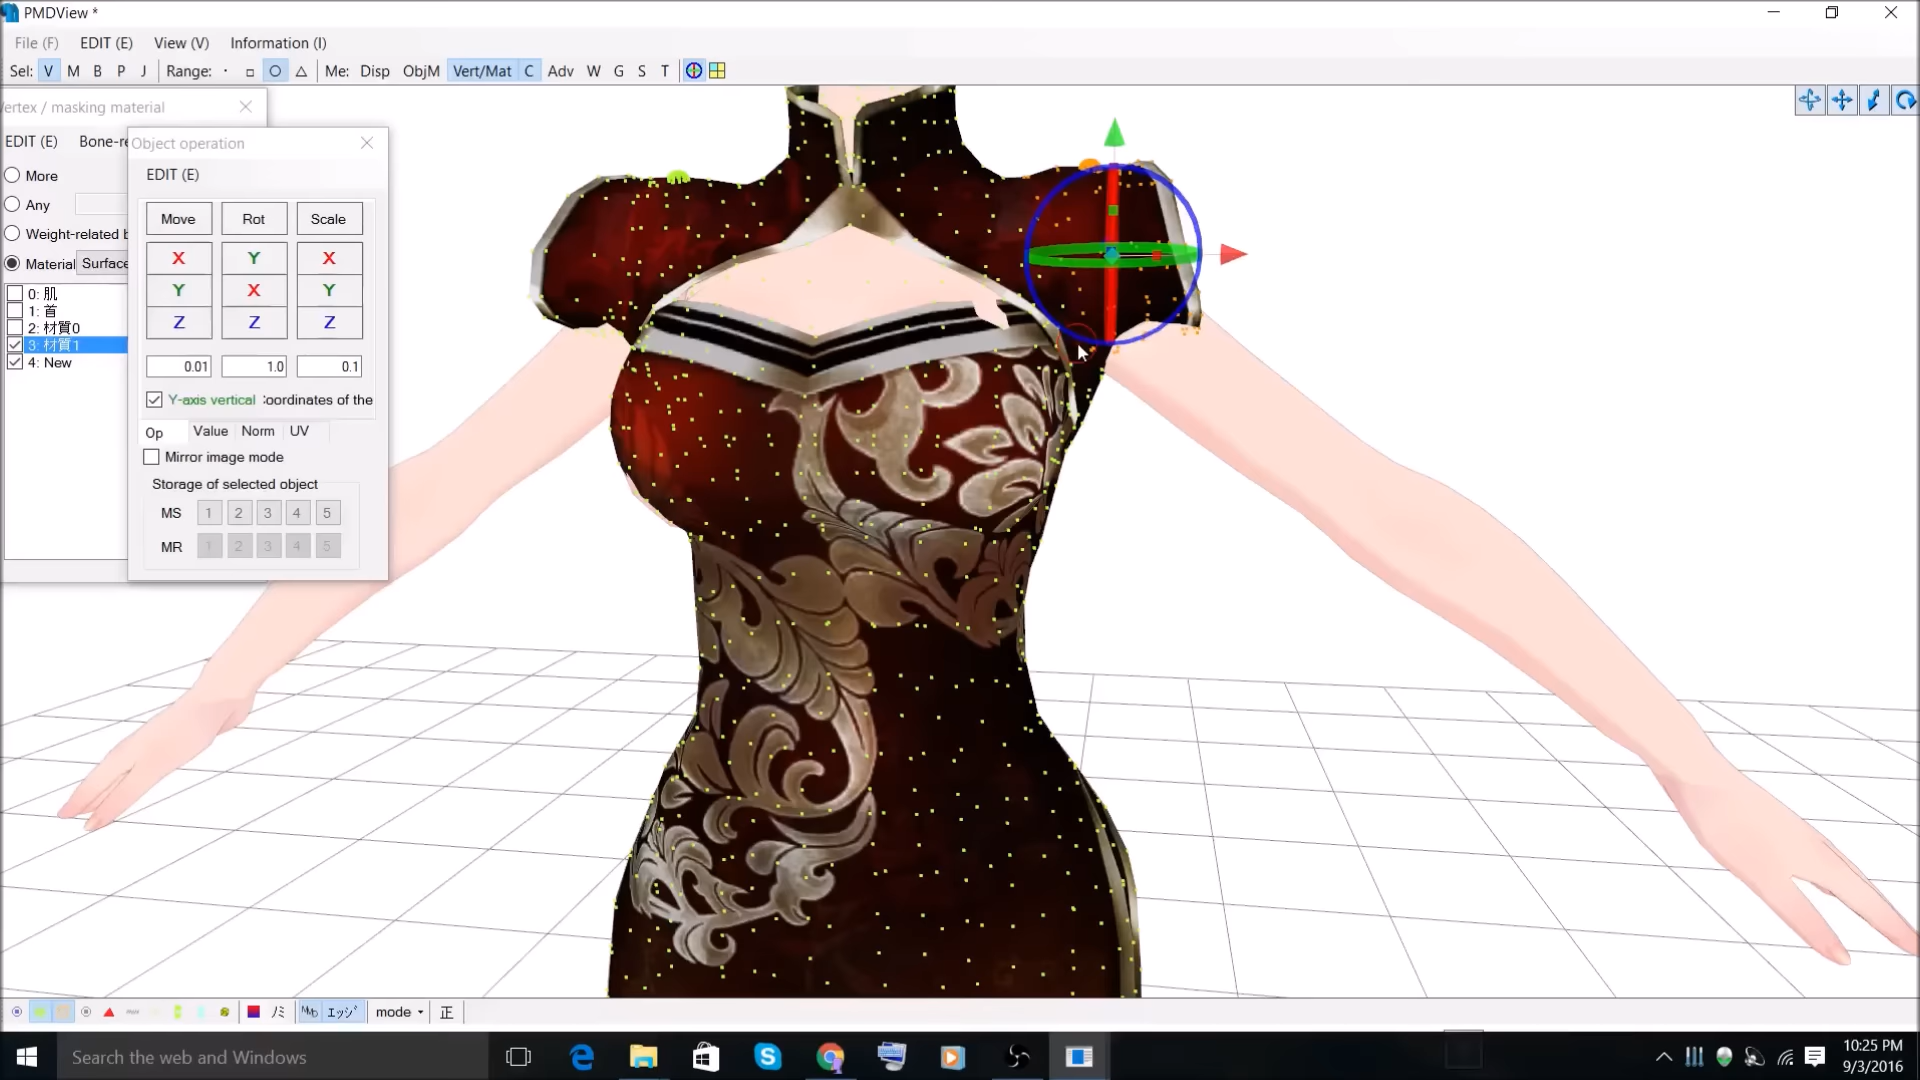 PMDView *
File (F) EDIT (E) View (V) Information (I)
Sel: V M B P J Range: Me: Disp ObjM Vert/Mat C Adv W G S T
Vertex / masking material
EDIT (E) Bone-re
More
Any
Weight-related b
Material Surface
0: 肌
1: 首
2: 材質0
3: 材質1
4: New
Object operation
EDIT (E)
Move Rot Scale
X Y X
Y X Y
Z Z Z
0.01 1.0 0.1
Y-axis vertical oordinates of the
Op Value Norm UV
Mirror image mode
Storage of selected object
MS 1 2 3 4 5
MR 1 2 3 4 5
エッジ mode 正
Search the web and Windows
10:25 PM
9/3/2016